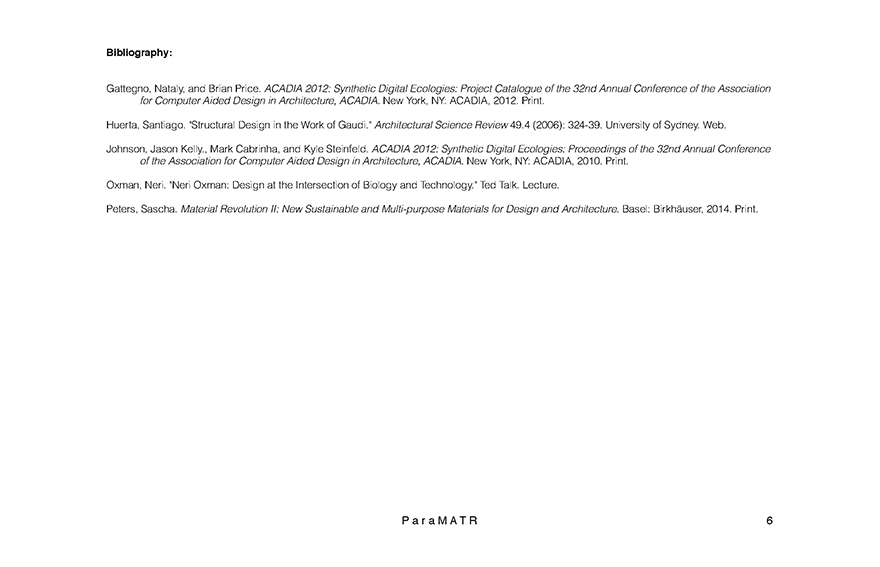 Bibliography:
Gattegno, Nataly, and Brian Price. ACADIA 2012: Synthetic Digital Ecologies: Project Catalogue of the 32nd Annual Conference of the Association
for Computer Aided Design in Architecture, ACADIA. New York, NY: ACADIA, 2012. Print.
Huerta, Santiago. "Structural Design in the Work of Gaudi." Architectural Science Review 49.4 (2006): 324-39. University of Sydney. Web.
Johnson, Jason Kelly., Mark Cabrinha, and Kyle Steinfeld. ACADIA 2012: Synthetic Digital Ecologies: Proceedings of the 32nd Annual Conference
of the Association for Computer Aided Design in Architecture, ACADIA. New York, NY: ACADIA, 2010. Print.
Oxman, Neri. "Neri Oxman: Design at the Intersection of Biology and Technology." Ted Talk. Lecture.
Peters, Sascha. Material Revolution II: New Sustainable and Multi-purpose Materials for Design and Architecture. Basel: Birkhäuser, 2014. Print.
ParaMATR 6